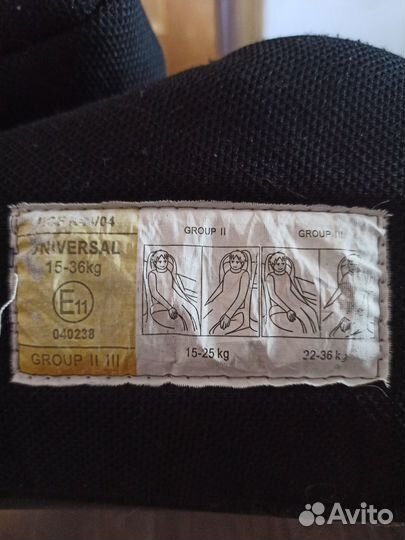 UNIVERSAL
15-36kg
E11
040238
GROUP II III
GROUP II
15-25 kg
GROUP III
22-36 kg
Avito